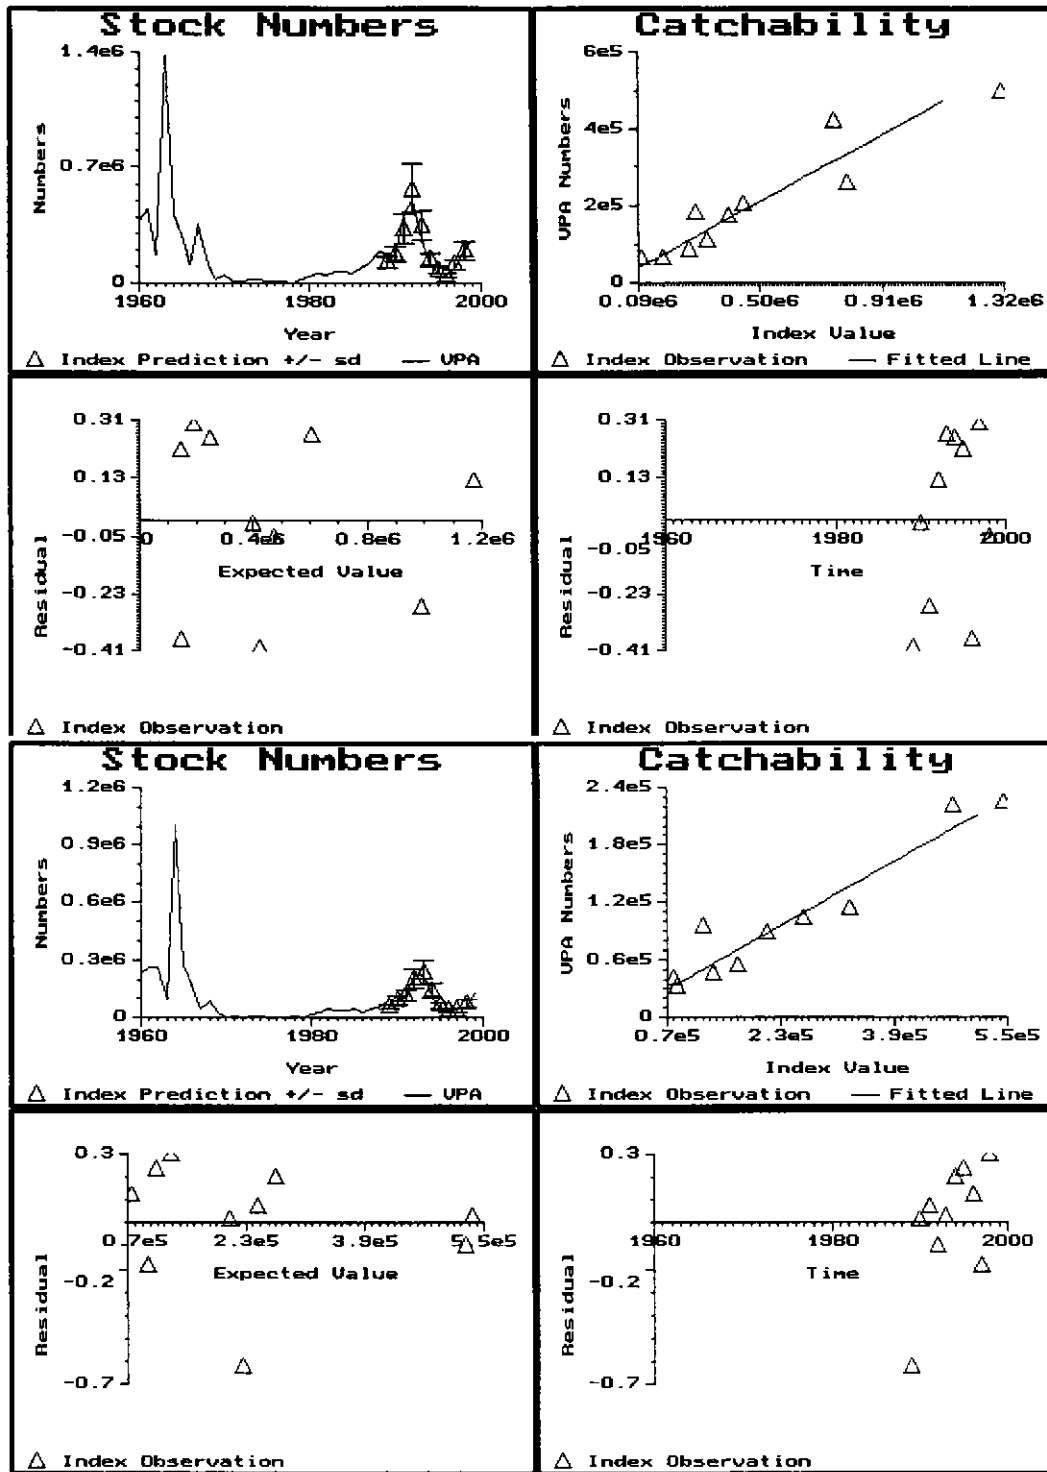 Stock Numbers
1.4e6
0.7e6
0
Numbers
1960 1980 2000
Year
△ Index Prediction +/- sd — VPA
Catchability
6e5
4e5
2e5
0
VPA Numbers
0.09e6 0.50e6 0.91e6 1.32e6
Index Value
△ Index Observation — Fitted Line
0.31
0.13
-0.05
-0.23
-0.41
Residual
0 0.4e6 0.8e6 1.2e6
Expected Value
△ Index Observation
0.31
0.13
-0.05
-0.23
-0.41
Residual
1960 1980 2000
Time
△ Index Observation
Stock Numbers
1.2e6
0.9e6
0.6e6
0.3e6
0
Numbers
1960 1980 2000
Year
△ Index Prediction +/- sd — VPA
Catchability
2.4e5
1.8e5
1.2e5
0.6e5
0
VPA Numbers
0.7e5 2.3e5 3.9e5 5.5e5
Index Value
△ Index Observation — Fitted Line
0.3
-0.2
-0.7
Residual
0.7e5 2.3e5 3.9e5 5.5e5
Expected Value
△ Index Observation
0.3
-0.2
-0.7
Residual
1960 1980 2000
Time
△ Index Observation